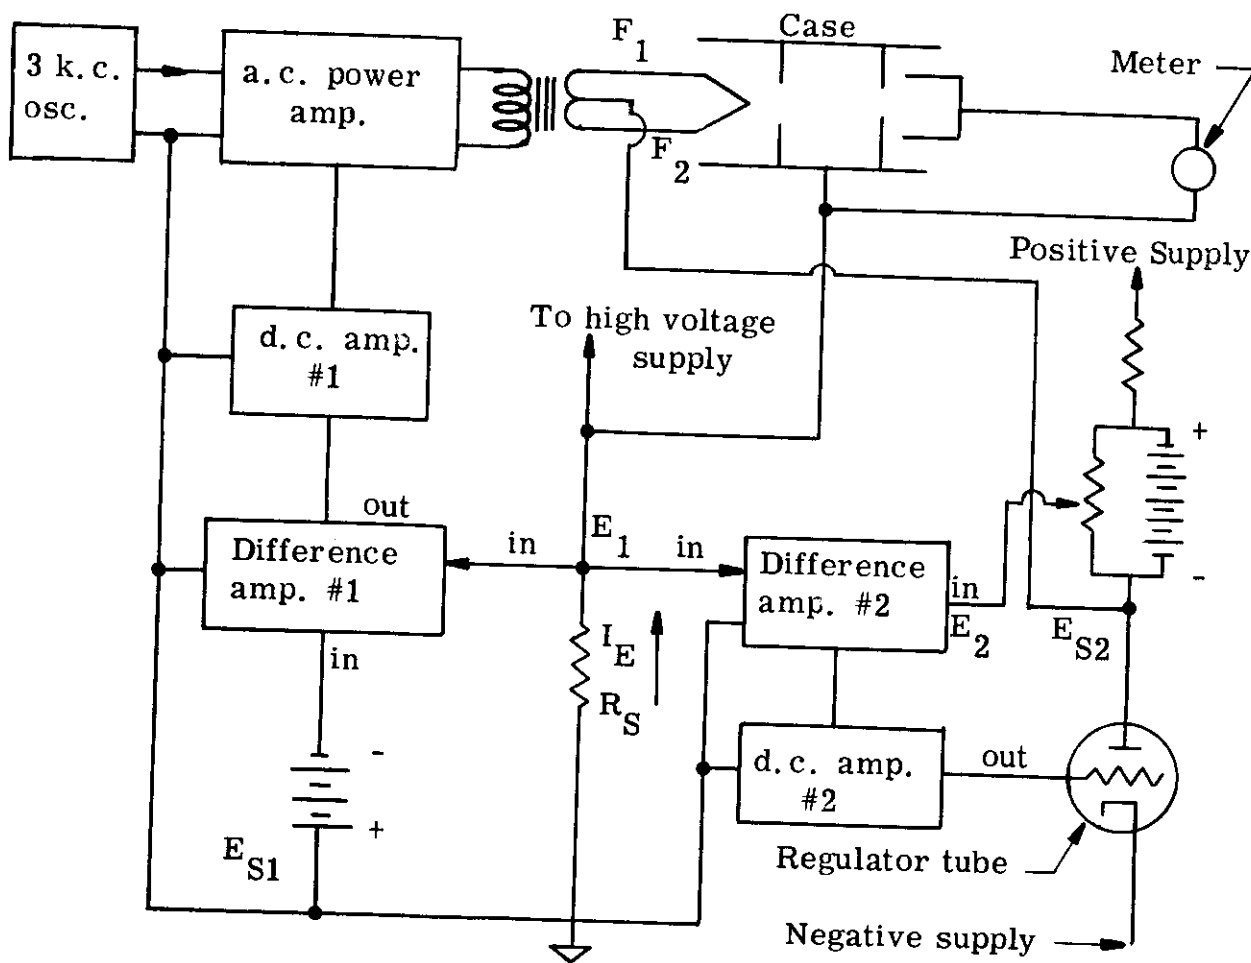 F1
Case
3 k.c.
osc.
a.c. power
amp.
Meter
F2
Positive Supply
To high voltage
supply
d.c. amp.
#1
+
out
Difference
amp. #1
in
E1
in
Difference
amp. #2
in
E2
-
ES2
in
IE
RS
-
+
d.c. amp.
#2
out
ES1
Regulator tube
Negative supply